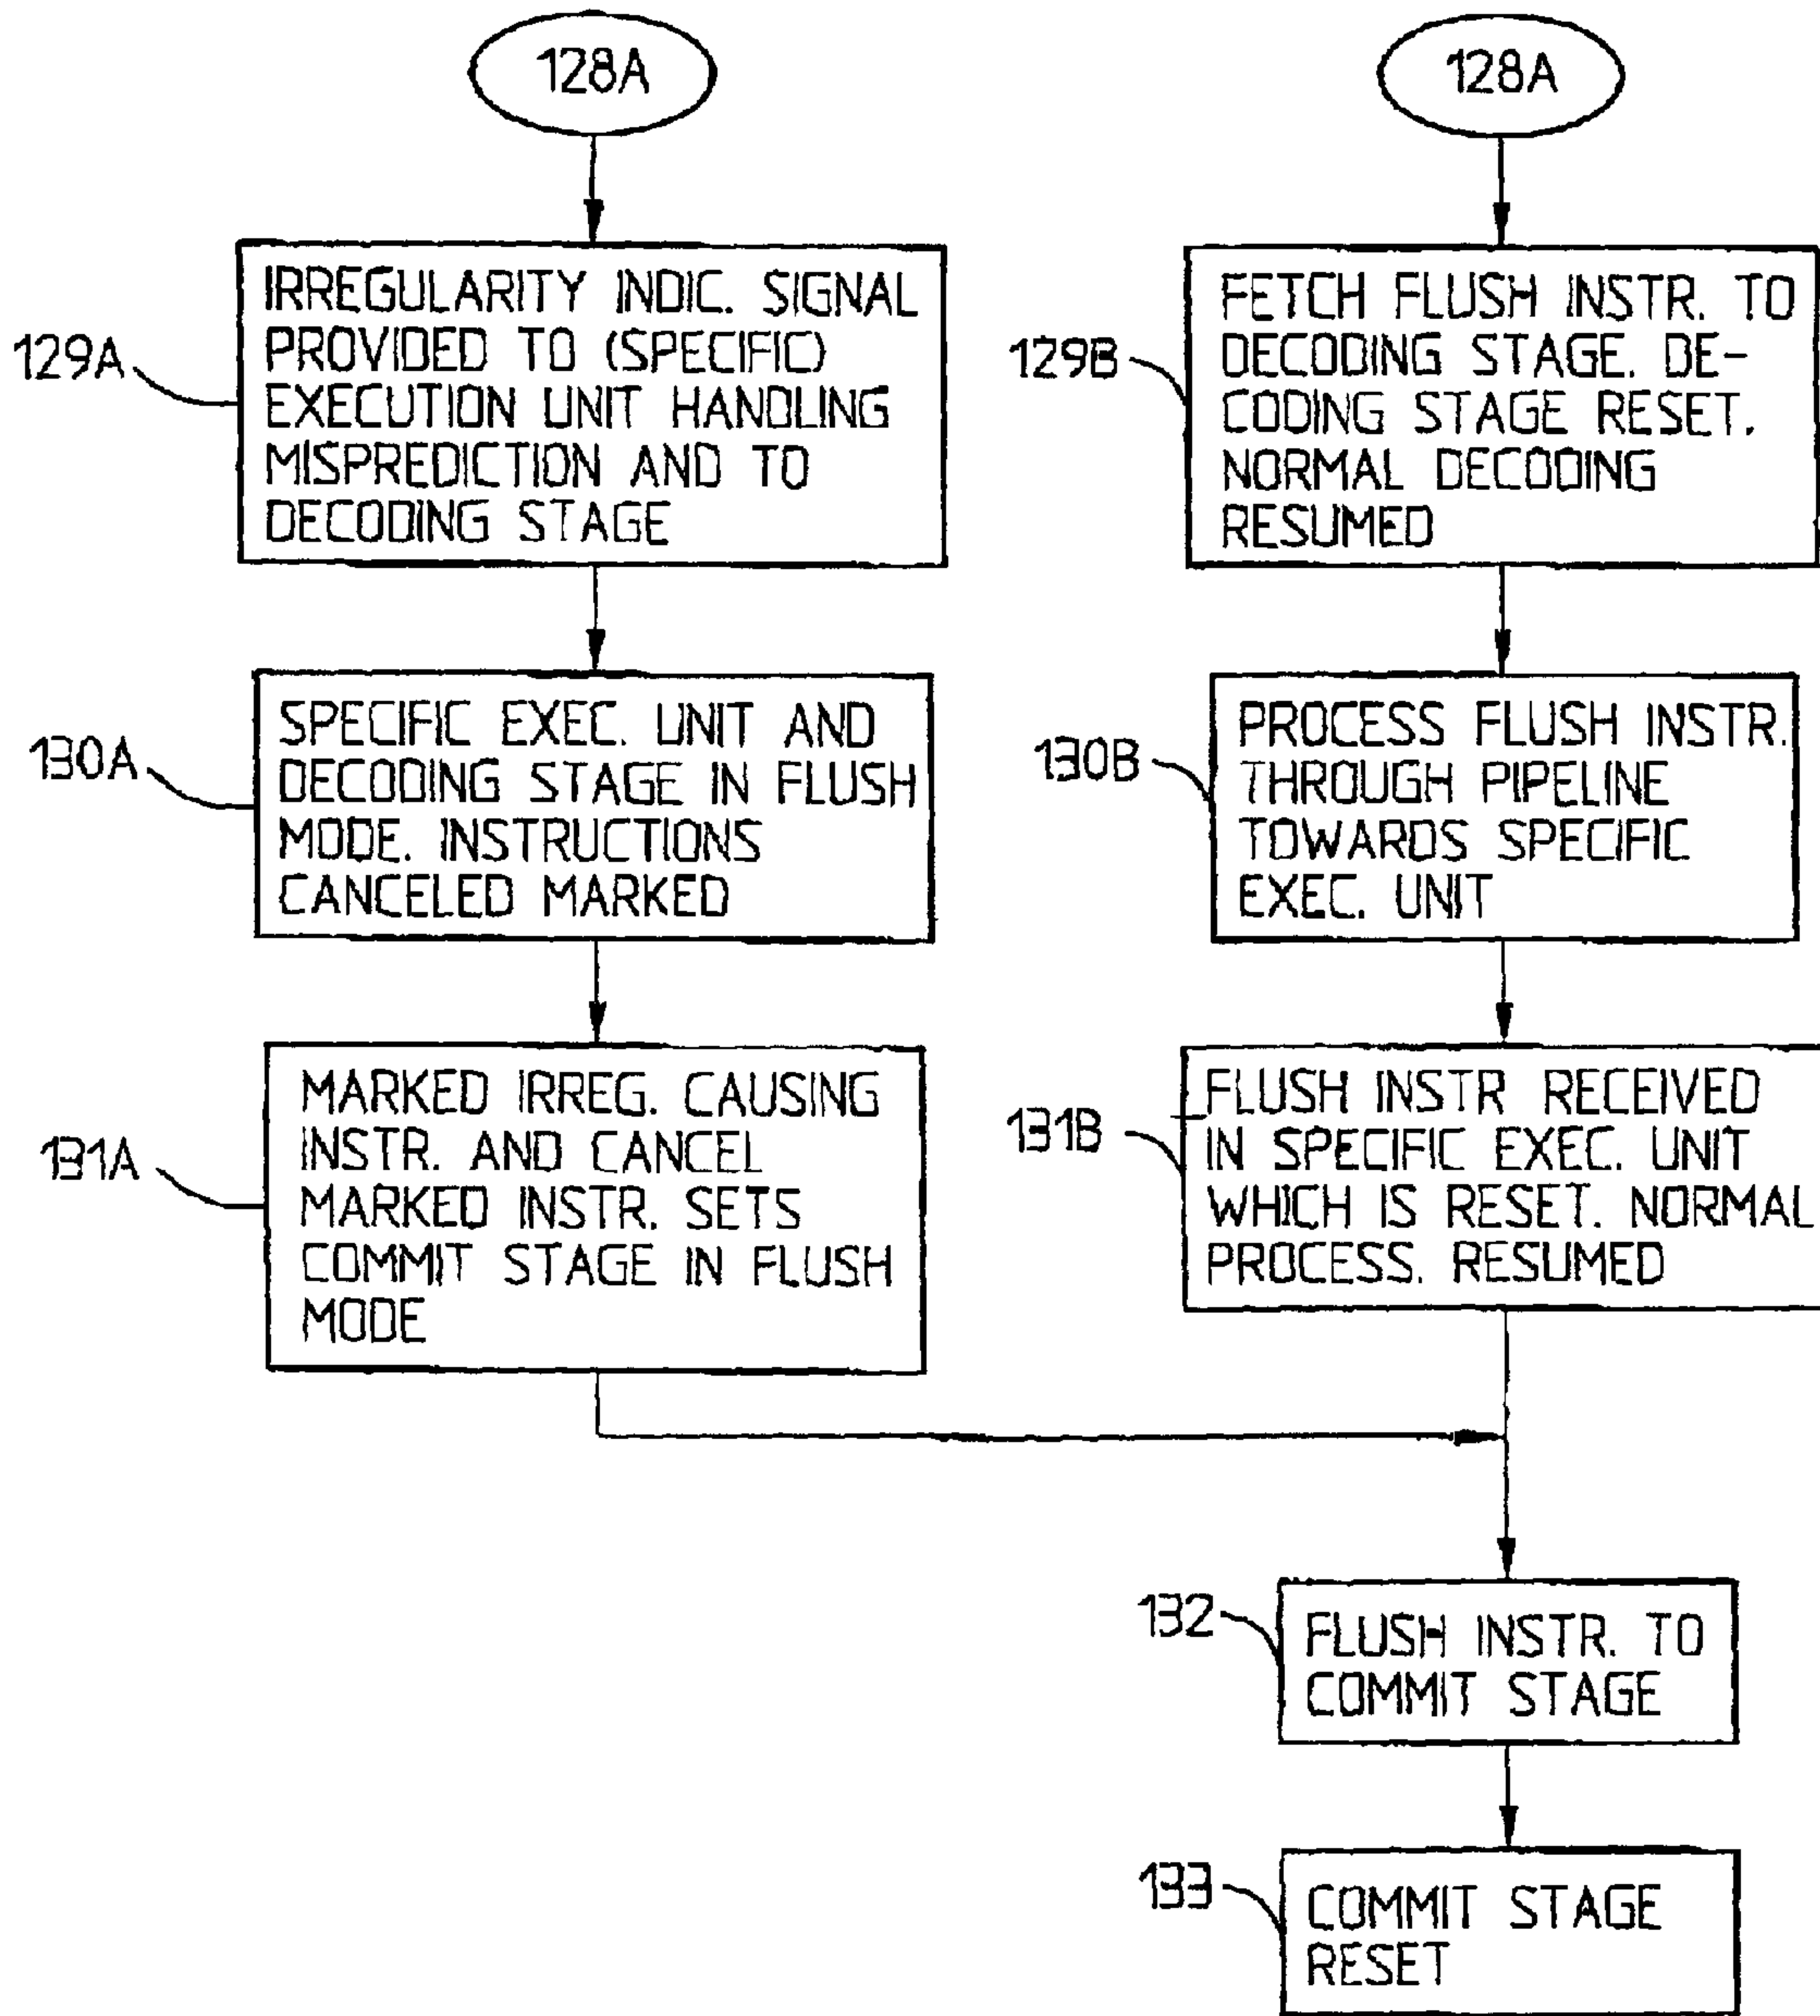 128A
129A
IRREGULARITY INDIC. SIGNAL
PROVIDED TO (SPECIFIC)
EXECUTION UNIT HANDLING
MISPREDICTION AND TO
DECODING STAGE
130A
SPECIFIC EXEC. UNIT AND
DECODING STAGE IN FLUSH
MODE. INSTRUCTIONS
CANCELED MARKED
131A
MARKED IRREG. CAUSING
INSTR. AND CANCEL
MARKED INSTR. SETS
COMMIT STAGE IN FLUSH
MODE
128A
129B
FETCH FLUSH INSTR. TO
DECODING STAGE. DE-
CODING STAGE RESET.
NORMAL DECODING
RESUMED
130B
PROCESS FLUSH INSTR.
THROUGH PIPELINE
TOWARDS SPECIFIC
EXEC. UNIT
131B
FLUSH INSTR RECEIVED
IN SPECIFIC EXEC. UNIT
WHICH IS RESET. NORMAL
PROCESS. RESUMED
132
FLUSH INSTR. TO
COMMIT STAGE
133
COMMIT STAGE
RESET